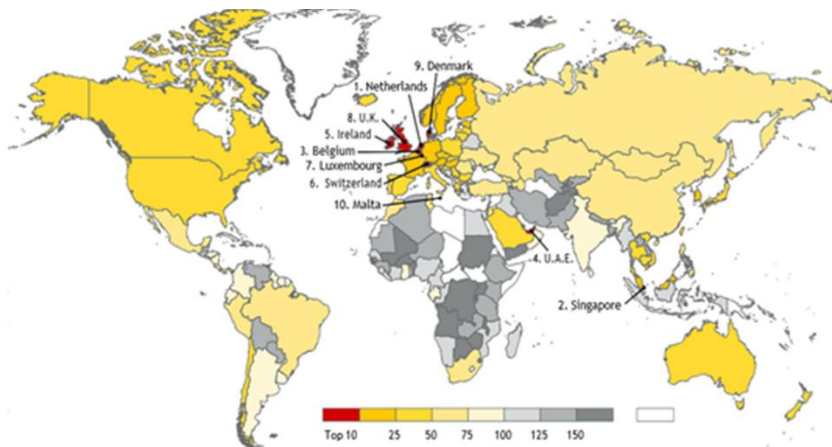 9. Denmark
1. Netherlands
8. U.K.
5. Ireland
3. Belgium
7. Luxembourg
6. Switzerland
10. Malta
4. U.A.E.
2. Singapore
Top 10 25 50 75 100 125 150